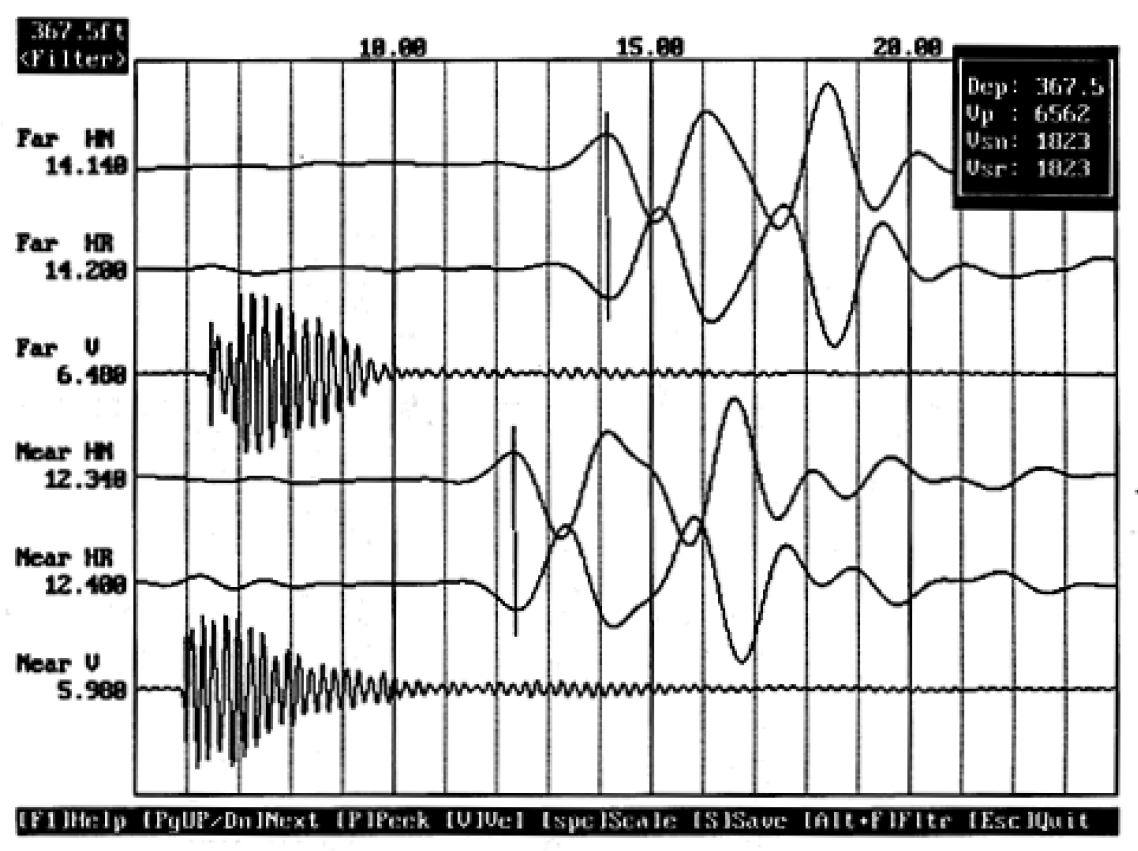 367.5ft
<Filter>
10.00 15.00 20.00
Dep: 367.5
Vp : 6562
Vsn: 1823
Vsr: 1823
Far HN
14.140
Far HR
14.200
Far V
6.400
Near HN
12.340
Near HR
12.400
Near V
5.900
[F1]Help [PgUP/Dn]Next [P]Peek [V]Vel [spc]Scale [S]Save [Alt+F]Fltr [Esc]Quit